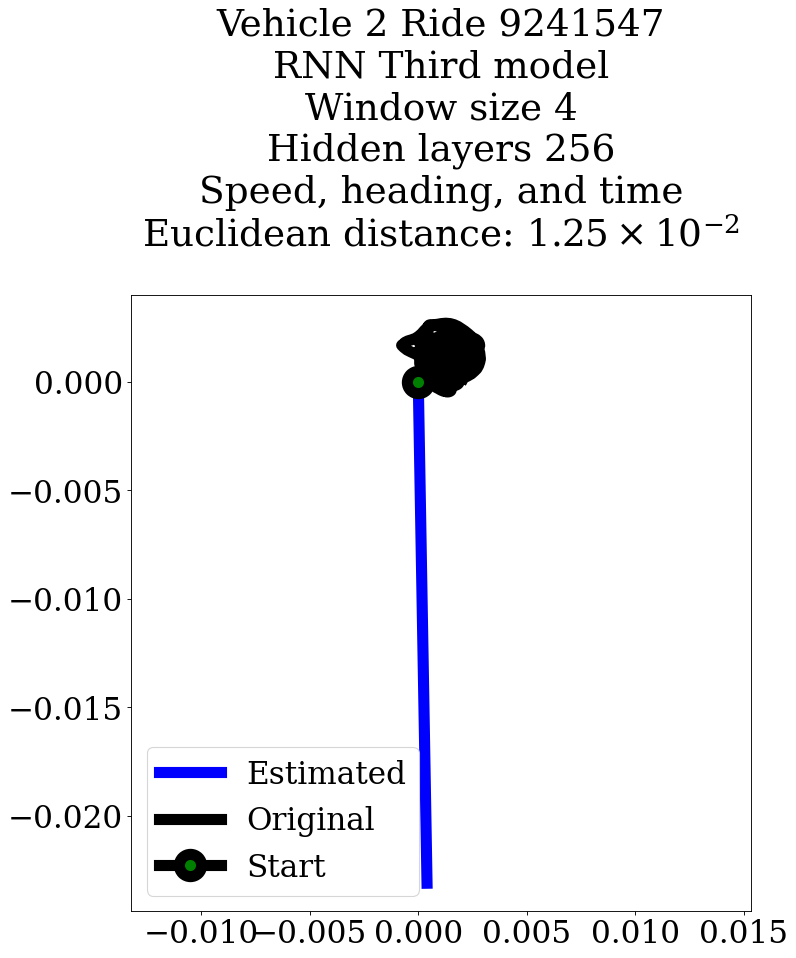 Vehicle 2 Ride 9241547
RNN Third model
Window size 4
Hidden layers 256
Speed, heading, and time
Euclidean distance: 1.25 × 10⁻²
0.000
−0.005
−0.010
−0.015
−0.020
Estimated
Original
Start
−0.010 −0.005 0.000 0.005 0.010 0.015